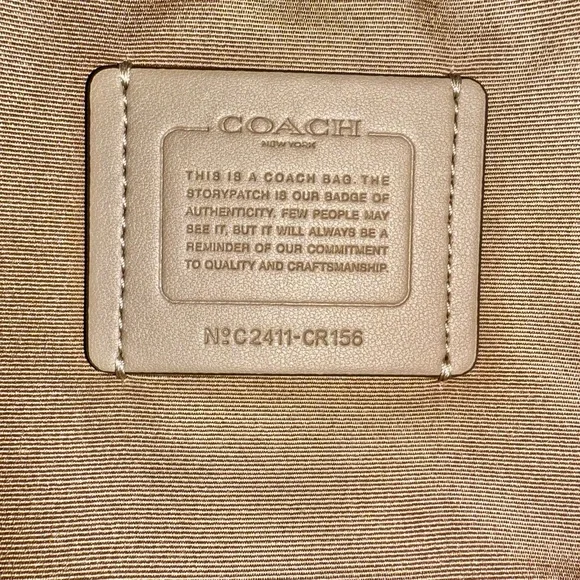 COACH
NEW YORK
THIS IS A COACH BAG. THE
STORYPATCH IS OUR BADGE OF
AUTHENTICITY. FEW PEOPLE MAY
SEE IT, BUT IT WILL ALWAYS BE A
REMINDER OF OUR COMMITMENT
TO QUALITY AND CRAFTSMANSHIP.
Nº C2411-CR156